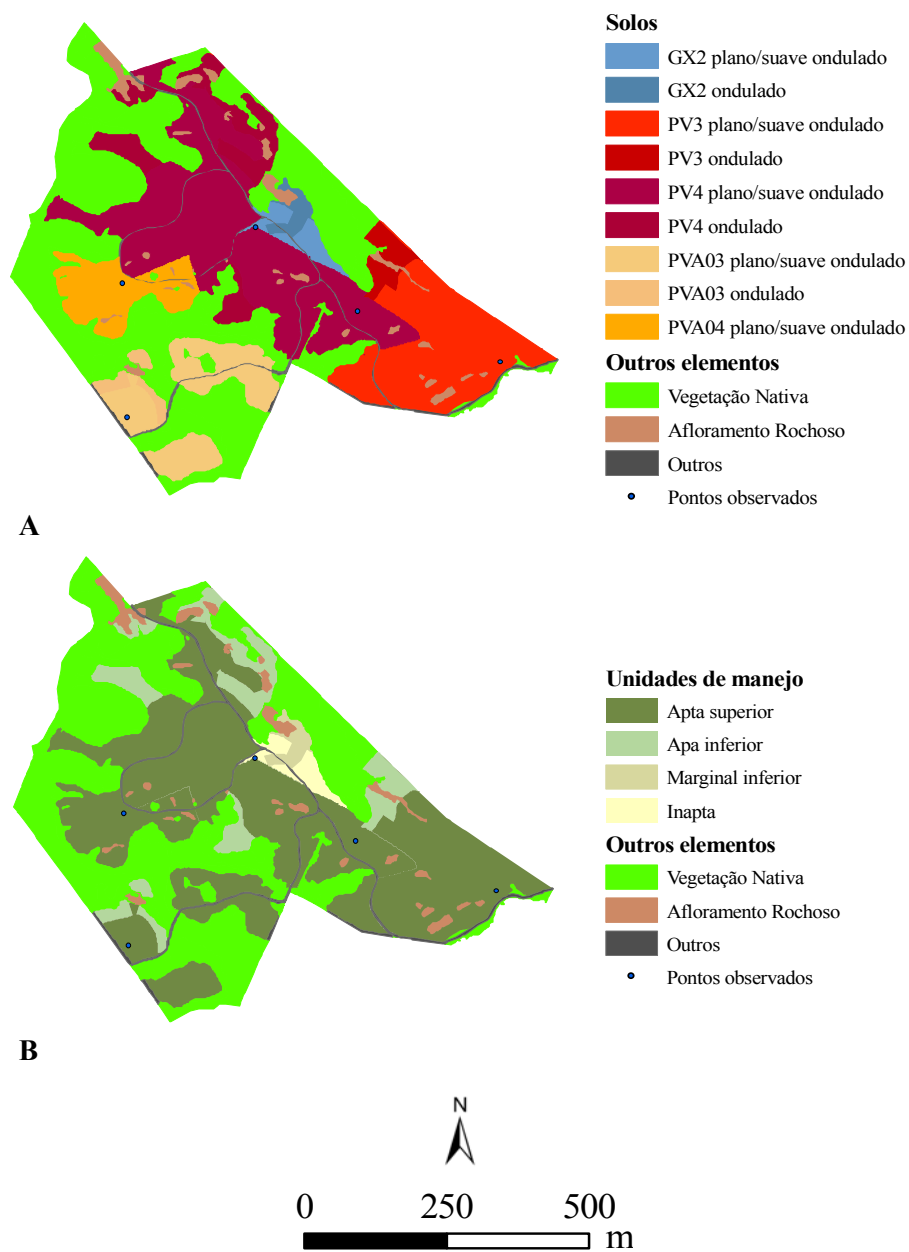 Solos
GX2 plano/suave ondulado
GX2 ondulado
PV3 plano/suave ondulado
PV3 ondulado
PV4 plano/suave ondulado
PV4 ondulado
PVA03 plano/suave ondulado
PVA03 ondulado
PVA04 plano/suave ondulado
Outros elementos
Vegetação Nativa
Afloramento Rochoso
Outros
Pontos observados
A
Unidades de manejo
Apta superior
Apa inferior
Marginal inferior
Inapta
Outros elementos
Vegetação Nativa
Afloramento Rochoso
Outros
Pontos observados
B
N
0 250 500
m